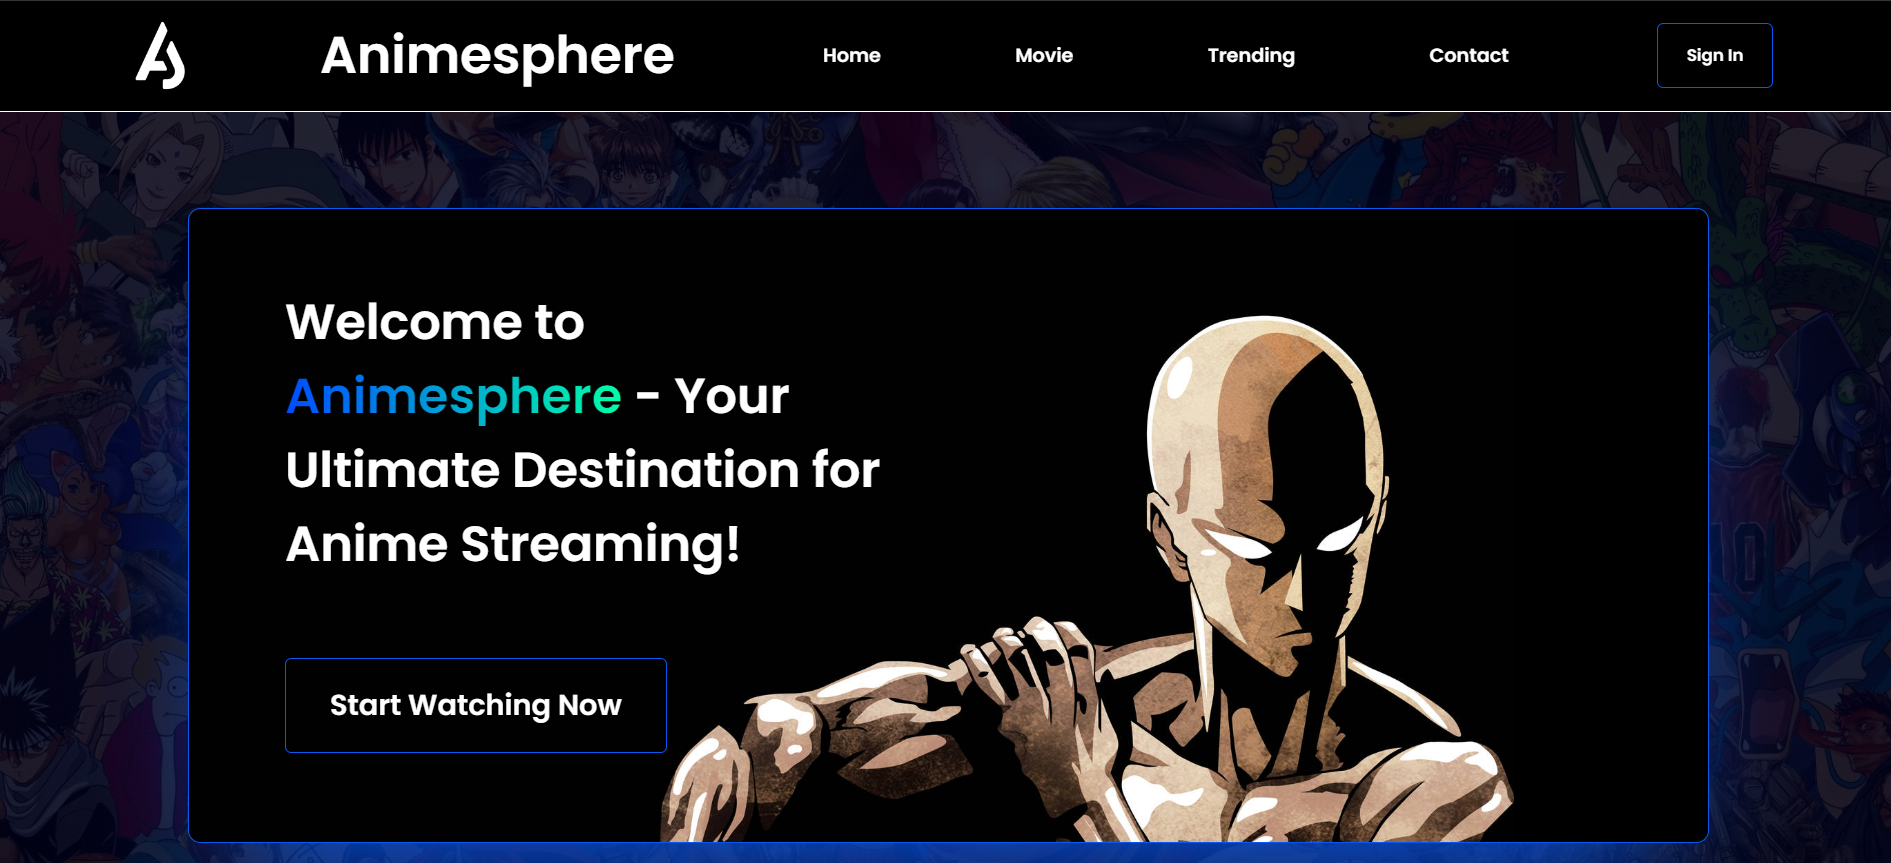 Animesphere
Home
Movie
Trending
Contact
Sign In
Welcome to
Animesphere - Your
Ultimate Destination for
Anime Streaming!
Start Watching Now